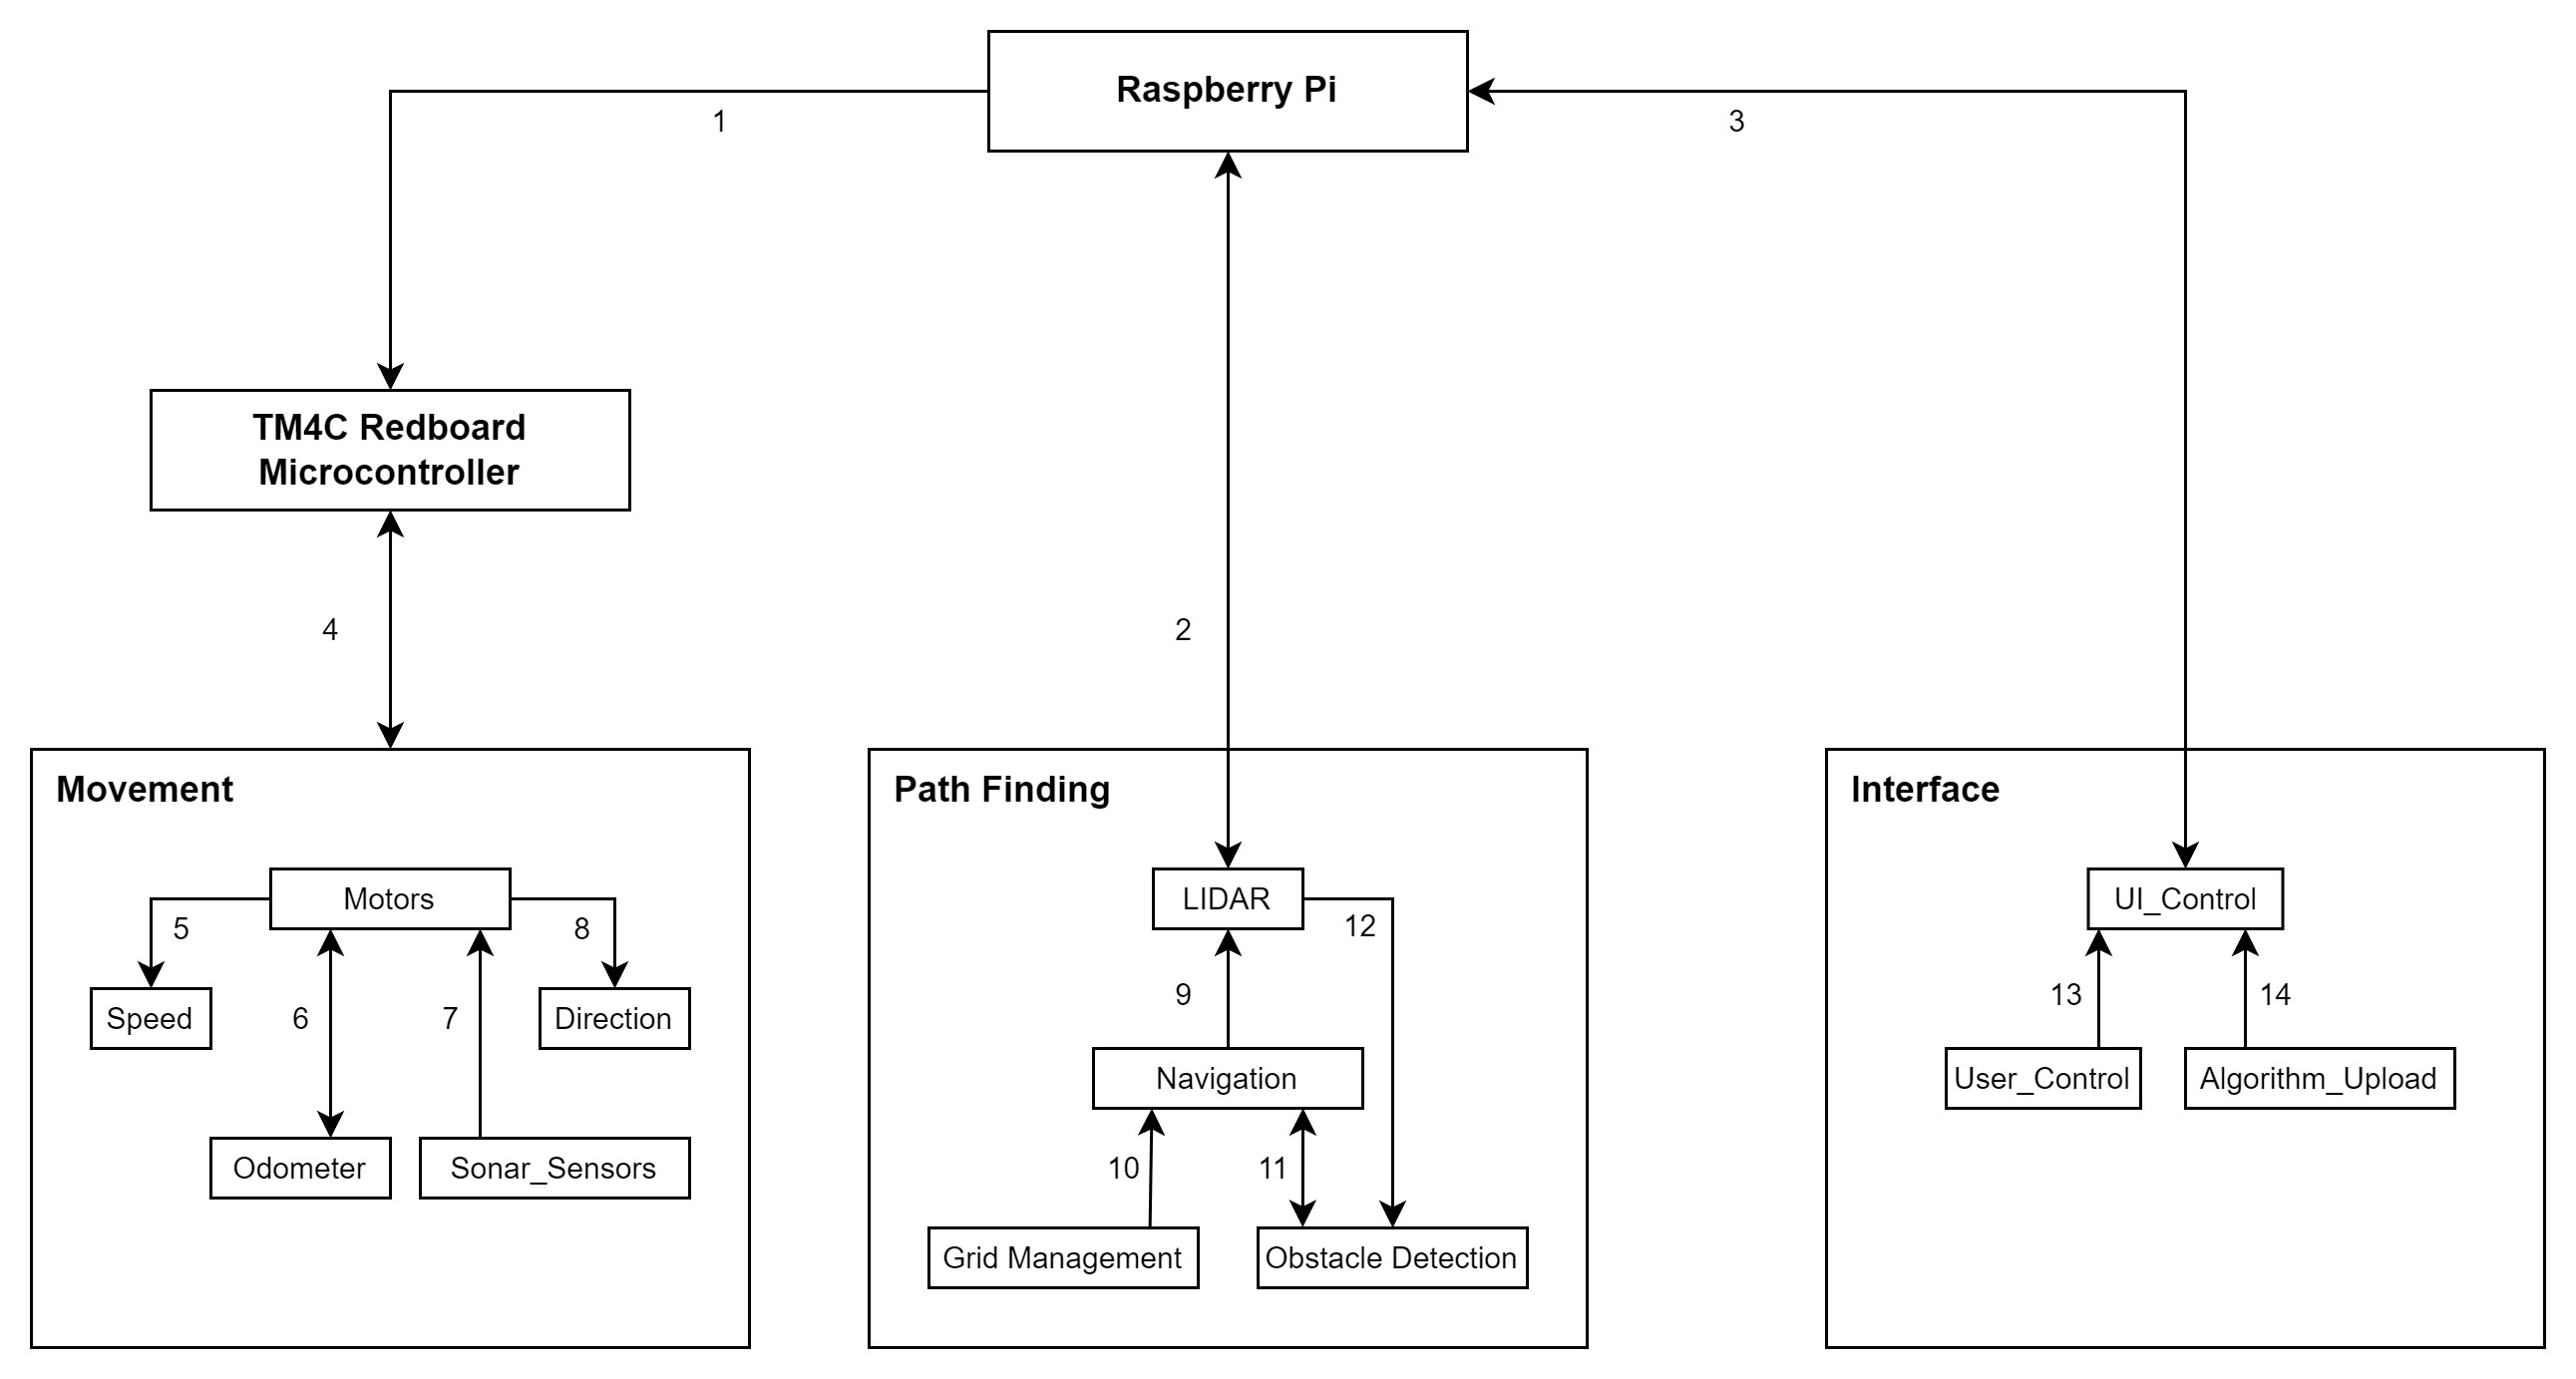 Raspberry Pi
1
3
TM4C Redboard
Microcontroller
4
2
Movement
Motors
5
8
Speed
6
7
Direction
Odometer
Sonar_Sensors
Path Finding
LIDAR
12
9
Navigation
10
11
Grid Management
Obstacle Detection
Interface
UI_Control
13
14
User_Control
Algorithm_Upload